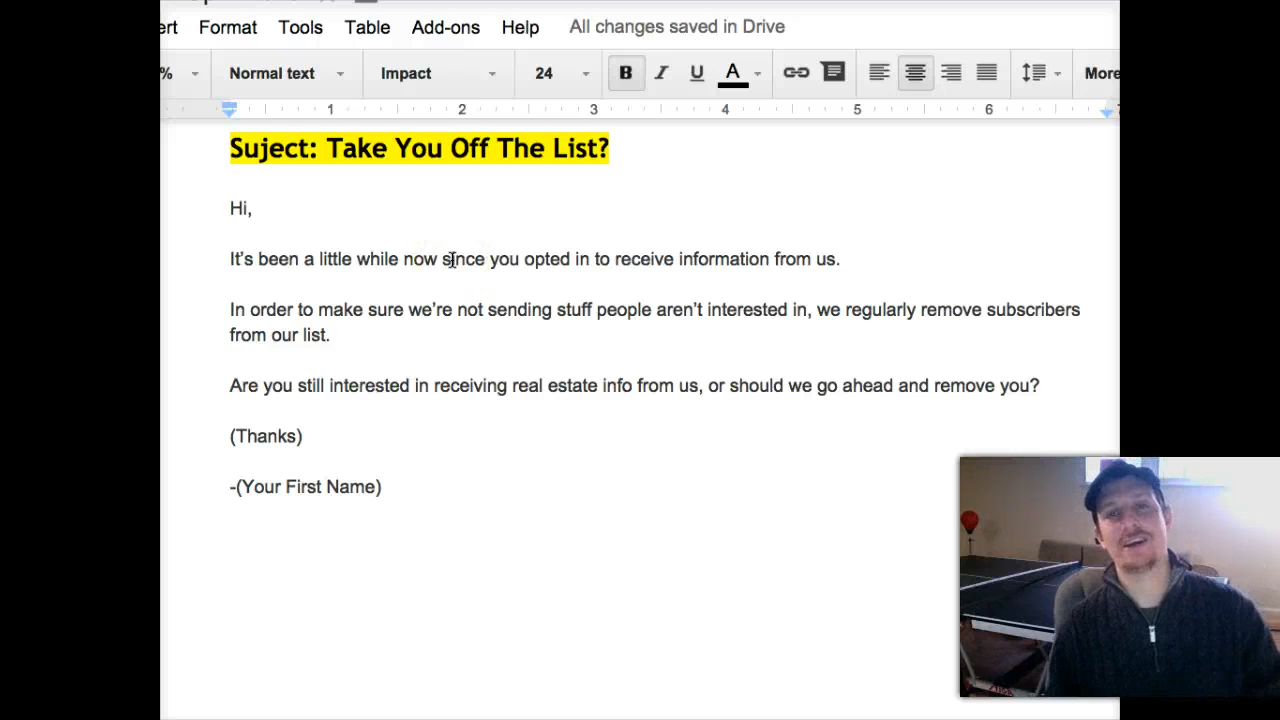 ert Format Tools Table Add-ons Help All changes saved in Drive
% Normal text Impact 24 B I U A More
1 2 3 4 5 6 7
Suject: Take You Off The List?
Hi,
It's been a little while now since you opted in to receive information from us.
In order to make sure we're not sending stuff people aren't interested in, we regularly remove subscribers
from our list.
Are you still interested in receiving real estate info from us, or should we go ahead and remove you?
(Thanks)
-(Your First Name)